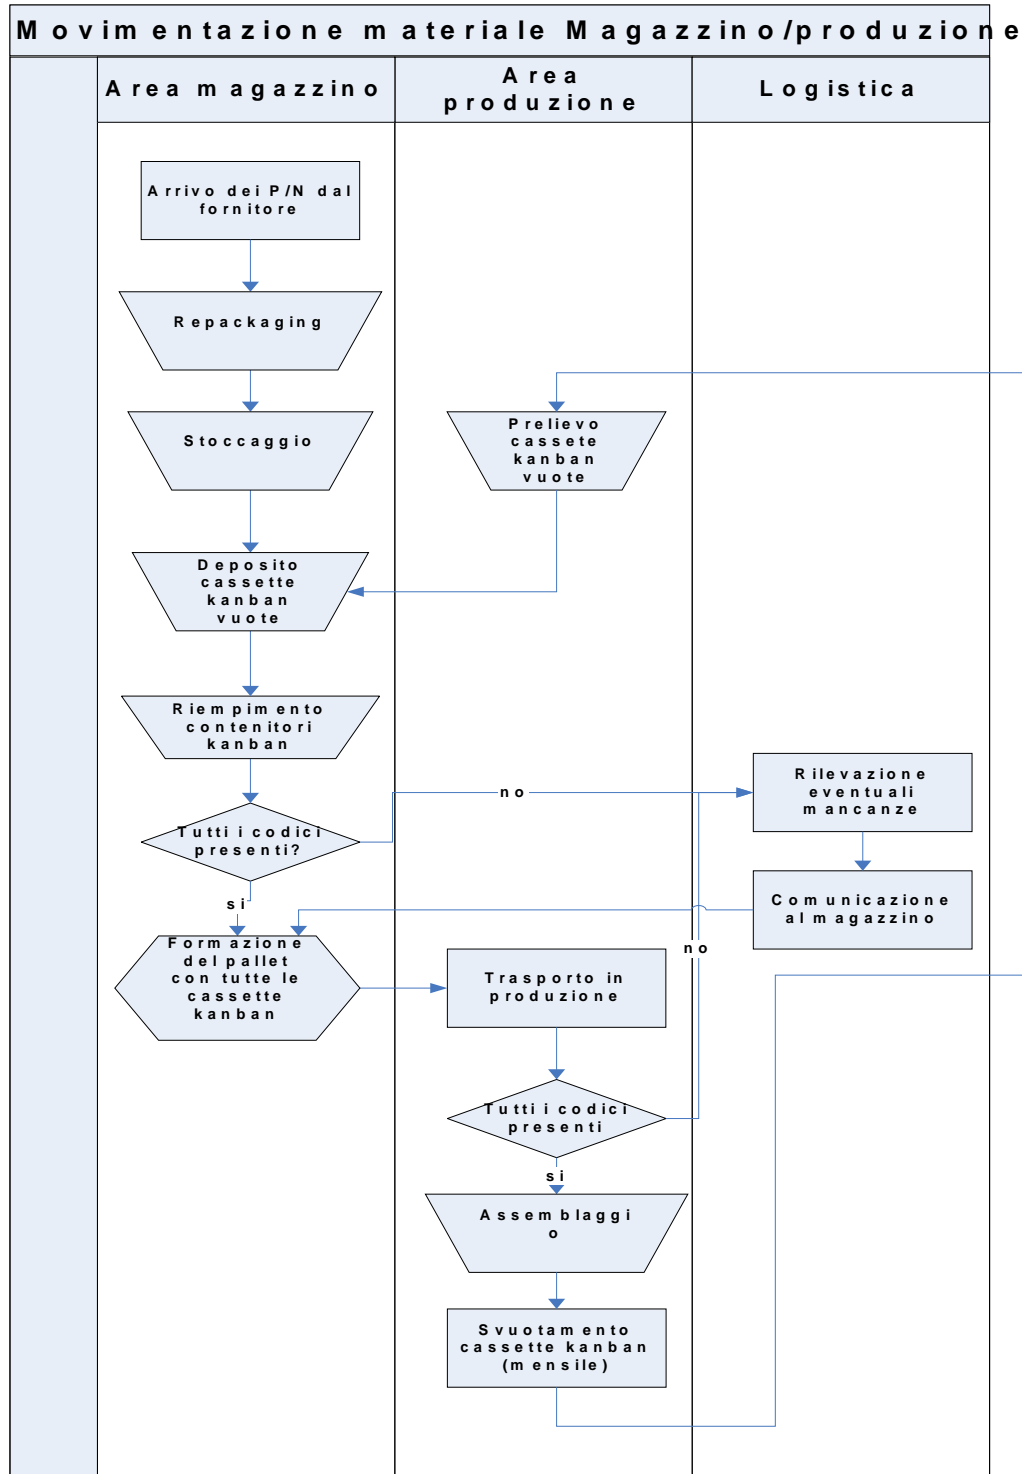 Movimentazione materiale Magazzino/produzione
Area magazzino
Area
produzione
Logistica
Arrivo dei P/N dal
fornitore
Repackaging
Stoccaggio
Prelievo
cassete
kanban
vuote
Deposito
cassette
kanban
vuote
Riempimento
contenitori
kanban
no
Rilevazione
eventuali
mancanze
Tutti i codici
presenti?
si
Comunicazione
al magazzino
Formazione
del pallet
con tutte le
cassette
kanban
no
Trasporto in
produzione
Tutti i codici
presenti
si
Assemblaggi
o
Svuotamento
cassette kanban
(mensile)